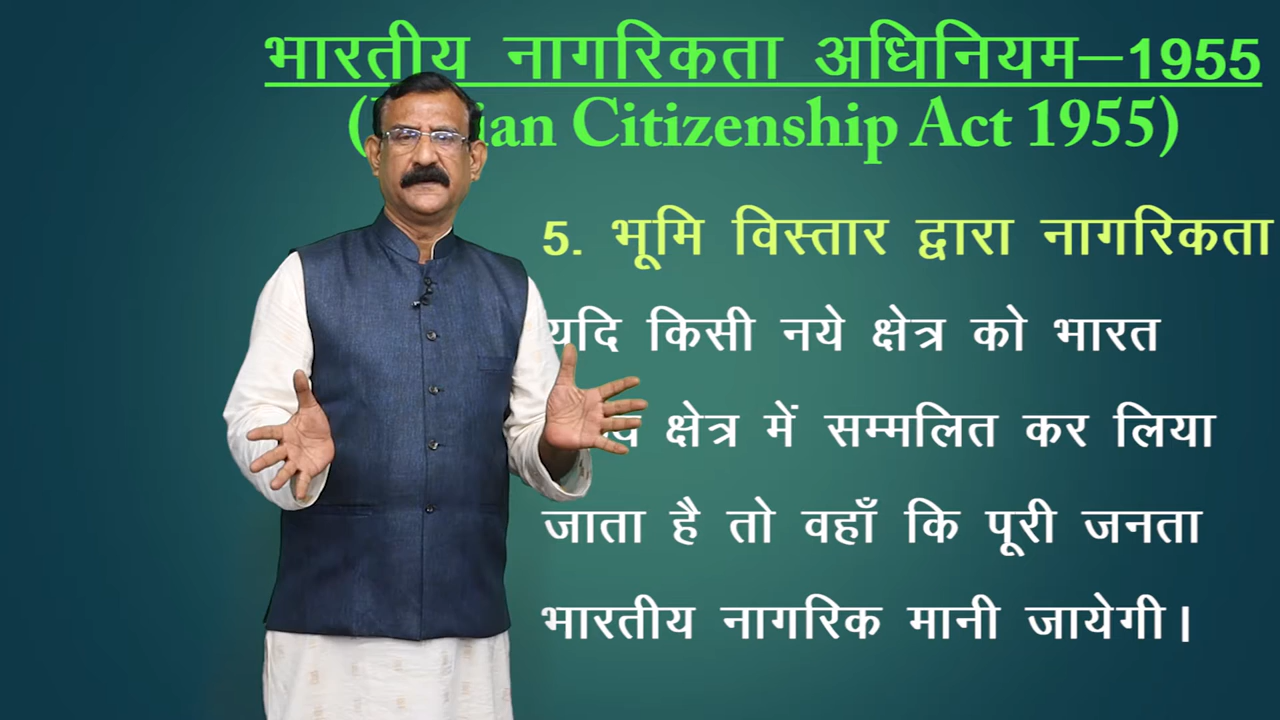 भारतीय नागरिकता अधिनियम–1955
Citizenship Act 1955)
5. भूमि विस्तार द्वारा नागरिकता
यदि किसी नये क्षेत्र को भारत
क्षेत्र में सम्मलित कर लिया
जाता है तो वहाँ कि पूरी जनता
भारतीय नागरिक मानी जायेगी।